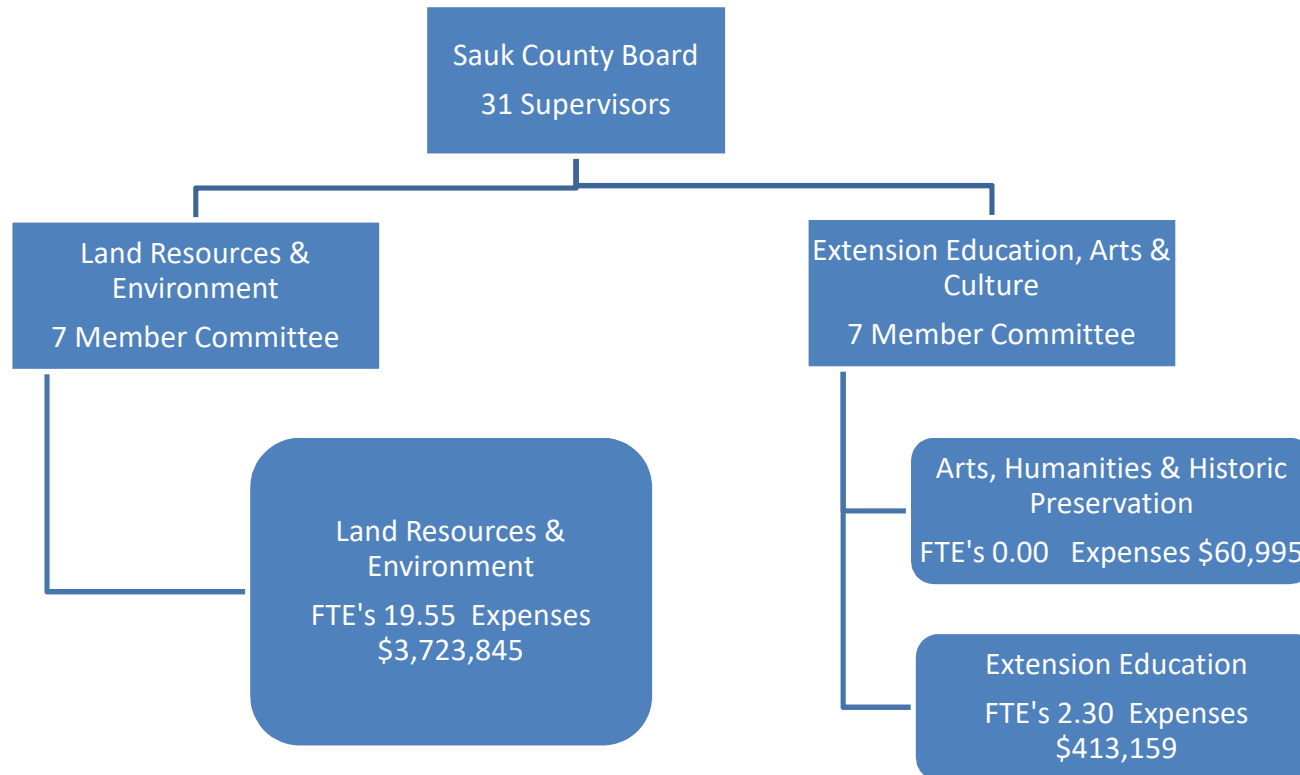 Sauk County Board
31 Supervisors
Land Resources &
Environment
7 Member Committee
Extension Education, Arts &
Culture
7 Member Committee
Land Resources &
Environment
FTE's 19.55 Expenses
$3,723,845
Arts, Humanities & Historic
Preservation
FTE's 0.00 Expenses $60,995
Extension Education
FTE's 2.30 Expenses
$413,159